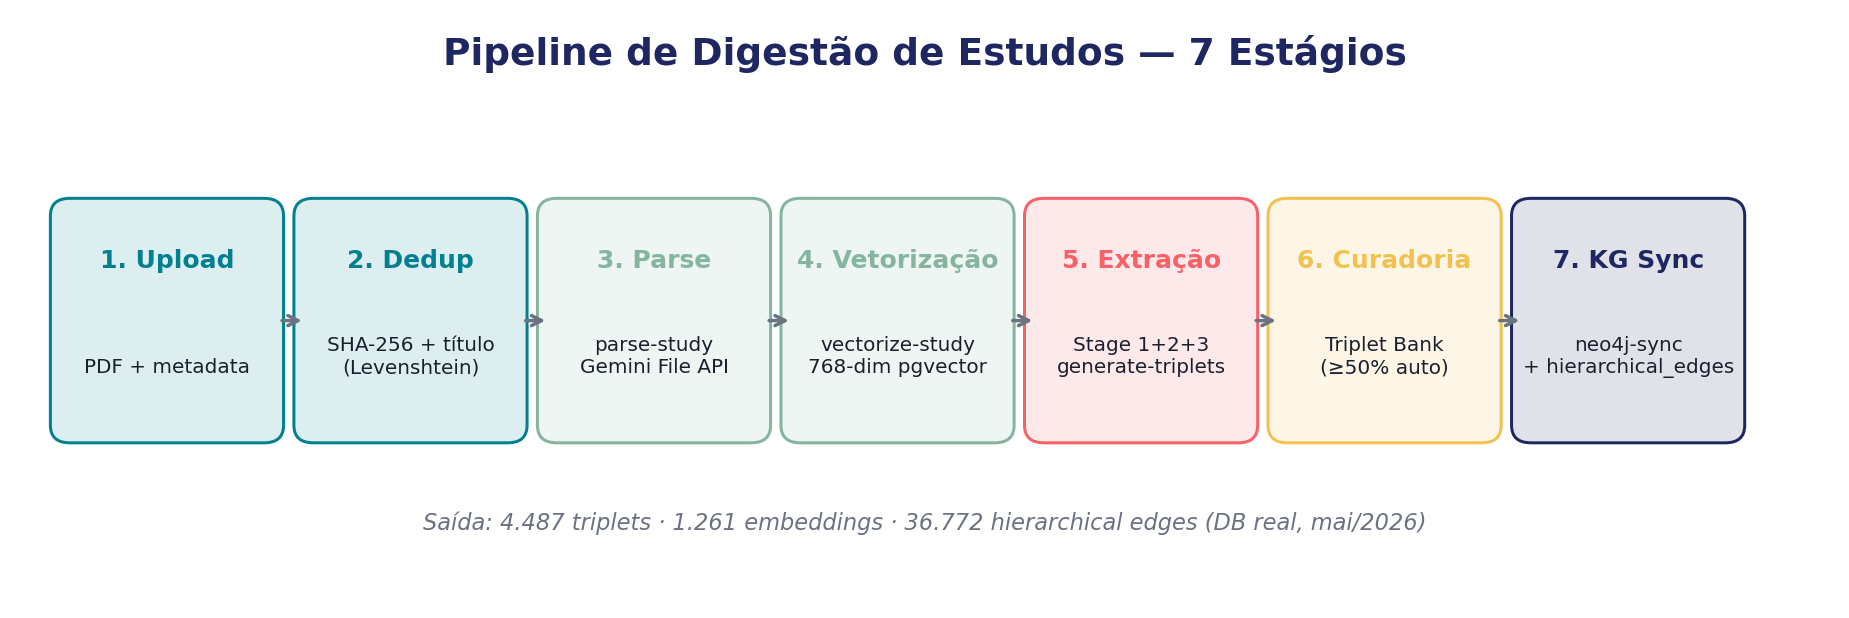 Pipeline de Digestão de Estudos — 7 Estágios
1. Upload
PDF + metadata
2. Dedup
SHA-256 + título
(Levenshtein)
3. Parse
parse-study
Gemini File API
4. Vetorização
vectorize-study
768-dim pgvector
5. Extração
Stage 1+2+3
generate-triplets
6. Curadoria
Triplet Bank
(≥50% auto)
7. KG Sync
neo4j-sync
+ hierarchical_edges
Saída: 4.487 triplets · 1.261 embeddings · 36.772 hierarchical edges (DB real, mai/2026)